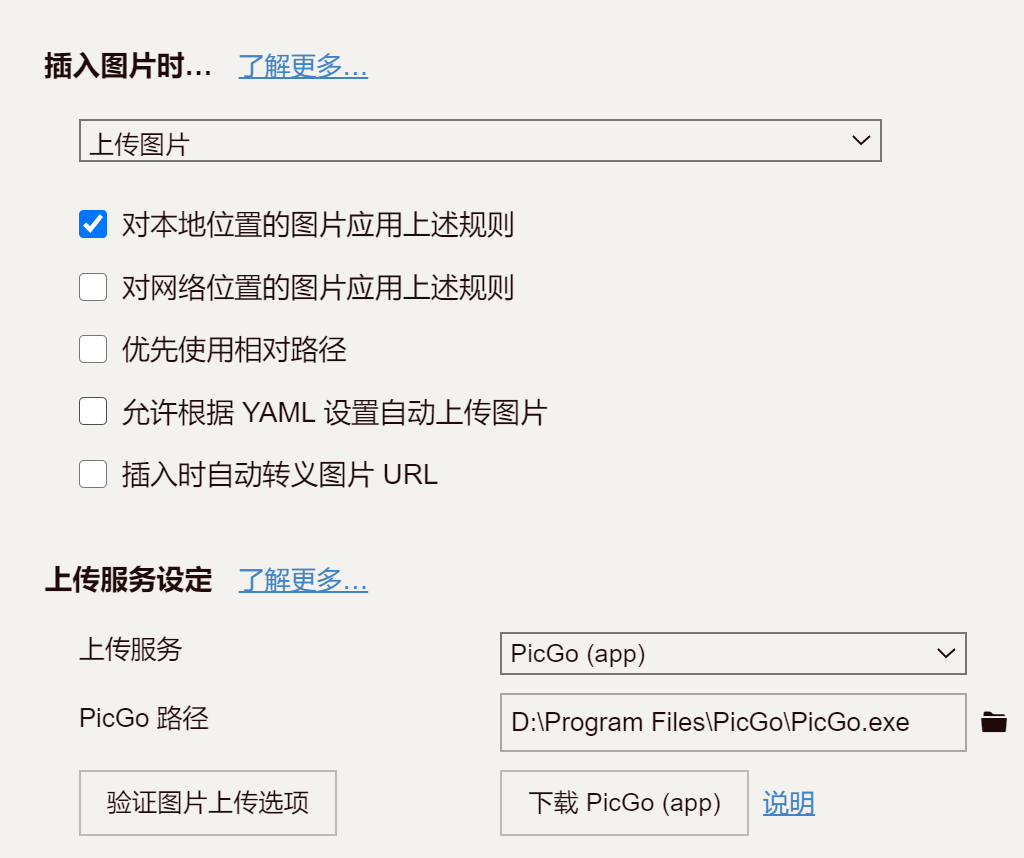 插入图片时... 了解更多...
上传图片
对本地位置的图片应用上述规则
对网络位置的图片应用上述规则
优先使用相对路径
允许根据 YAML 设置自动上传图片
插入时自动转义图片 URL
上传服务设定 了解更多...
上传服务 PicGo (app)
PicGo 路径 D:\Program Files\PicGo\PicGo.exe
验证图片上传选项 下载 PicGo (app) 说明